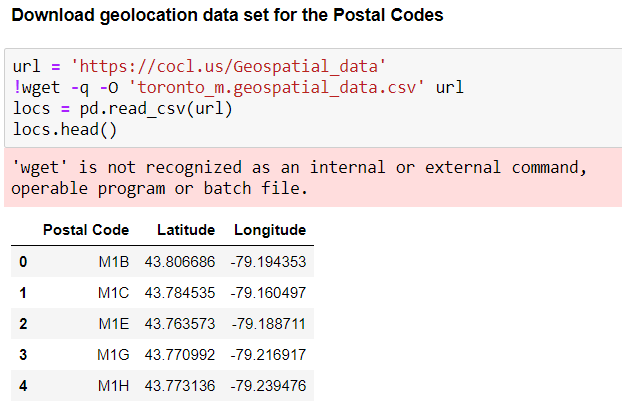 Download geolocation data set for the Postal Codes
url = 'https://cocl.us/Geospatial_data'
!wget -q -O 'toronto_m.geospatial_data.csv' url
locs = pd.read_csv(url)
locs.head()
'wget' is not recognized as an internal or external command,
operable program or batch file.
Postal Code Latitude Longitude
0 M1B 43.806686 -79.194353
1 M1C 43.784535 -79.160497
2 M1E 43.763573 -79.188711
3 M1G 43.770992 -79.216917
4 M1H 43.773136 -79.239476